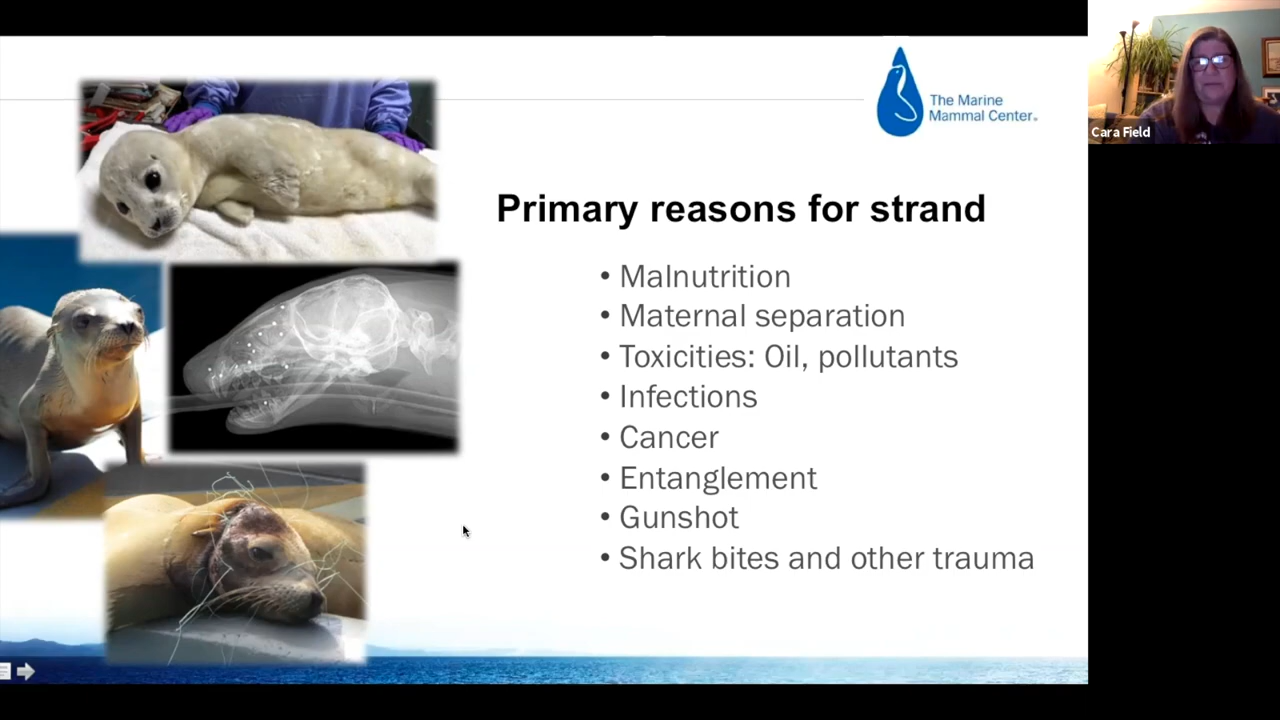 The Marine
Mammal Center®
Cara Field
Primary reasons for strand
• Malnutrition
• Maternal separation
• Toxicities: Oil, pollutants
• Infections
• Cancer
• Entanglement
• Gunshot
• Shark bites and other trauma